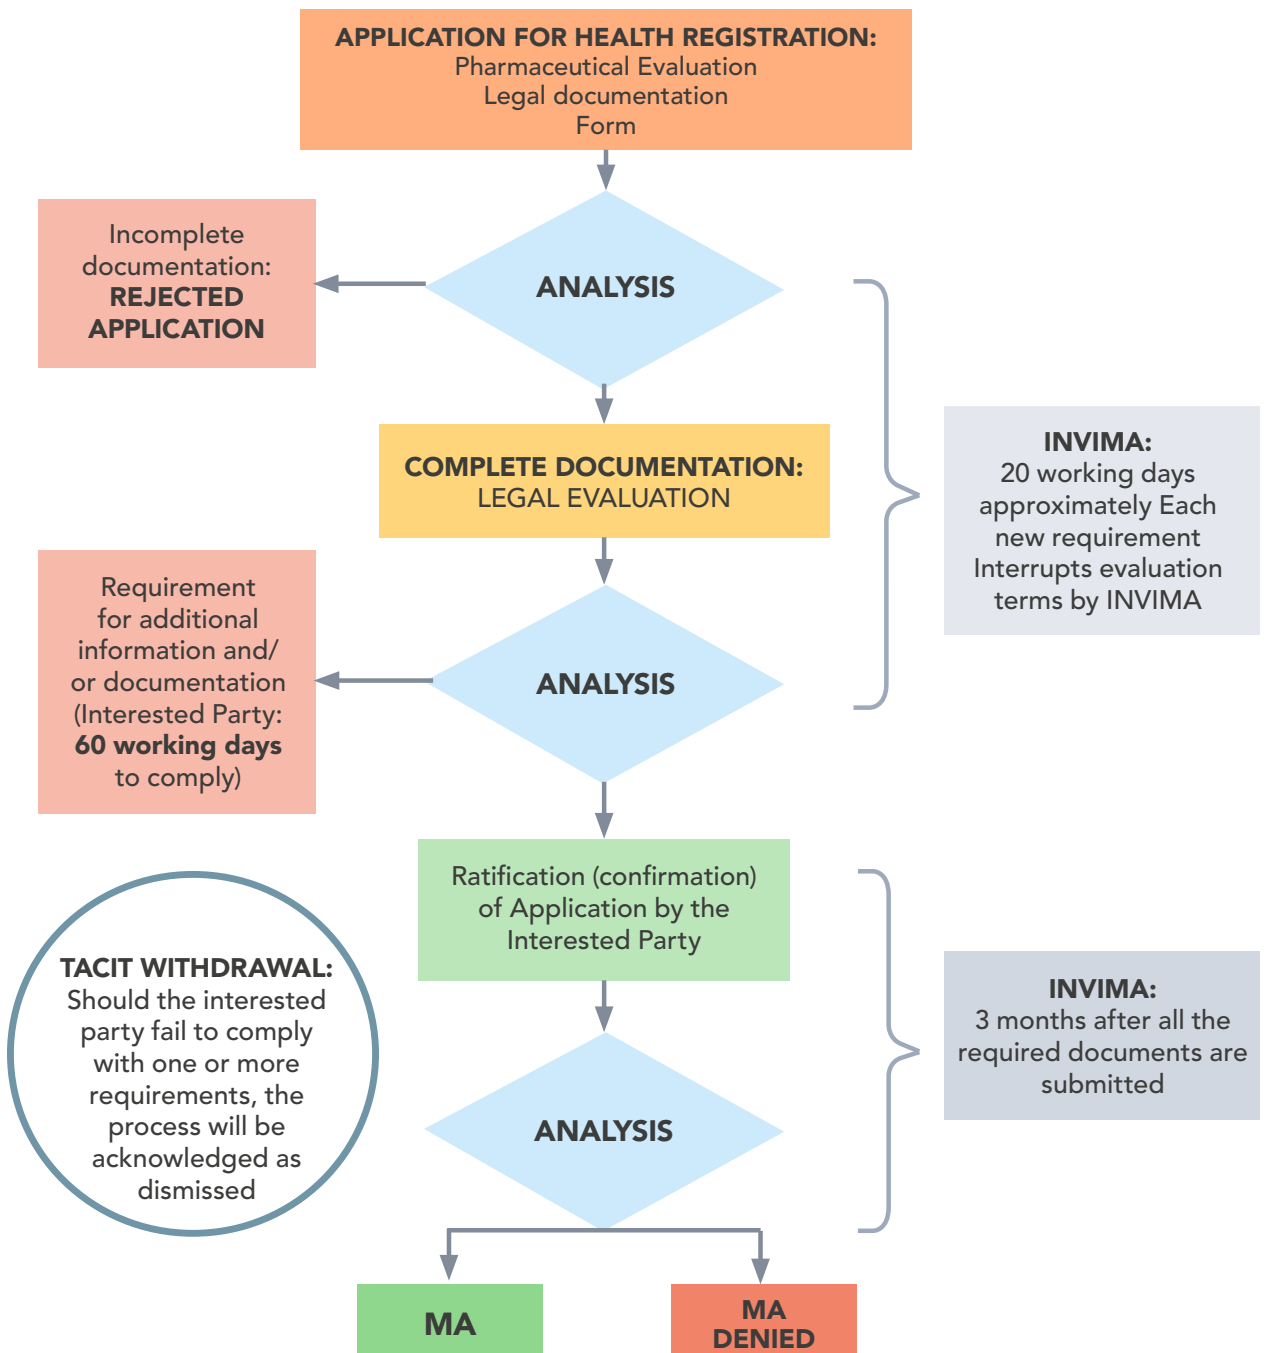 APPLICATION FOR HEALTH REGISTRATION:
Pharmaceutical Evaluation
Legal documentation
Form
ANALYSIS
Incomplete
documentation:
REJECTED
APPLICATION
COMPLETE DOCUMENTATION:
LEGAL EVALUATION
INVIMA:
20 working days
approximately Each
new requirement
Interrupts evaluation
terms by INVIMA
ANALYSIS
Requirement
for additional
information and/
or documentation
(Interested Party:
60 working days
to comply)
Ratification (confirmation)
of Application by the
Interested Party
TACIT WITHDRAWAL:
Should the interested
party fail to comply
with one or more
requirements, the
process will be
acknowledged as
dismissed
INVIMA:
3 months after all the
required documents are
submitted
ANALYSIS
MA
MA
DENIED